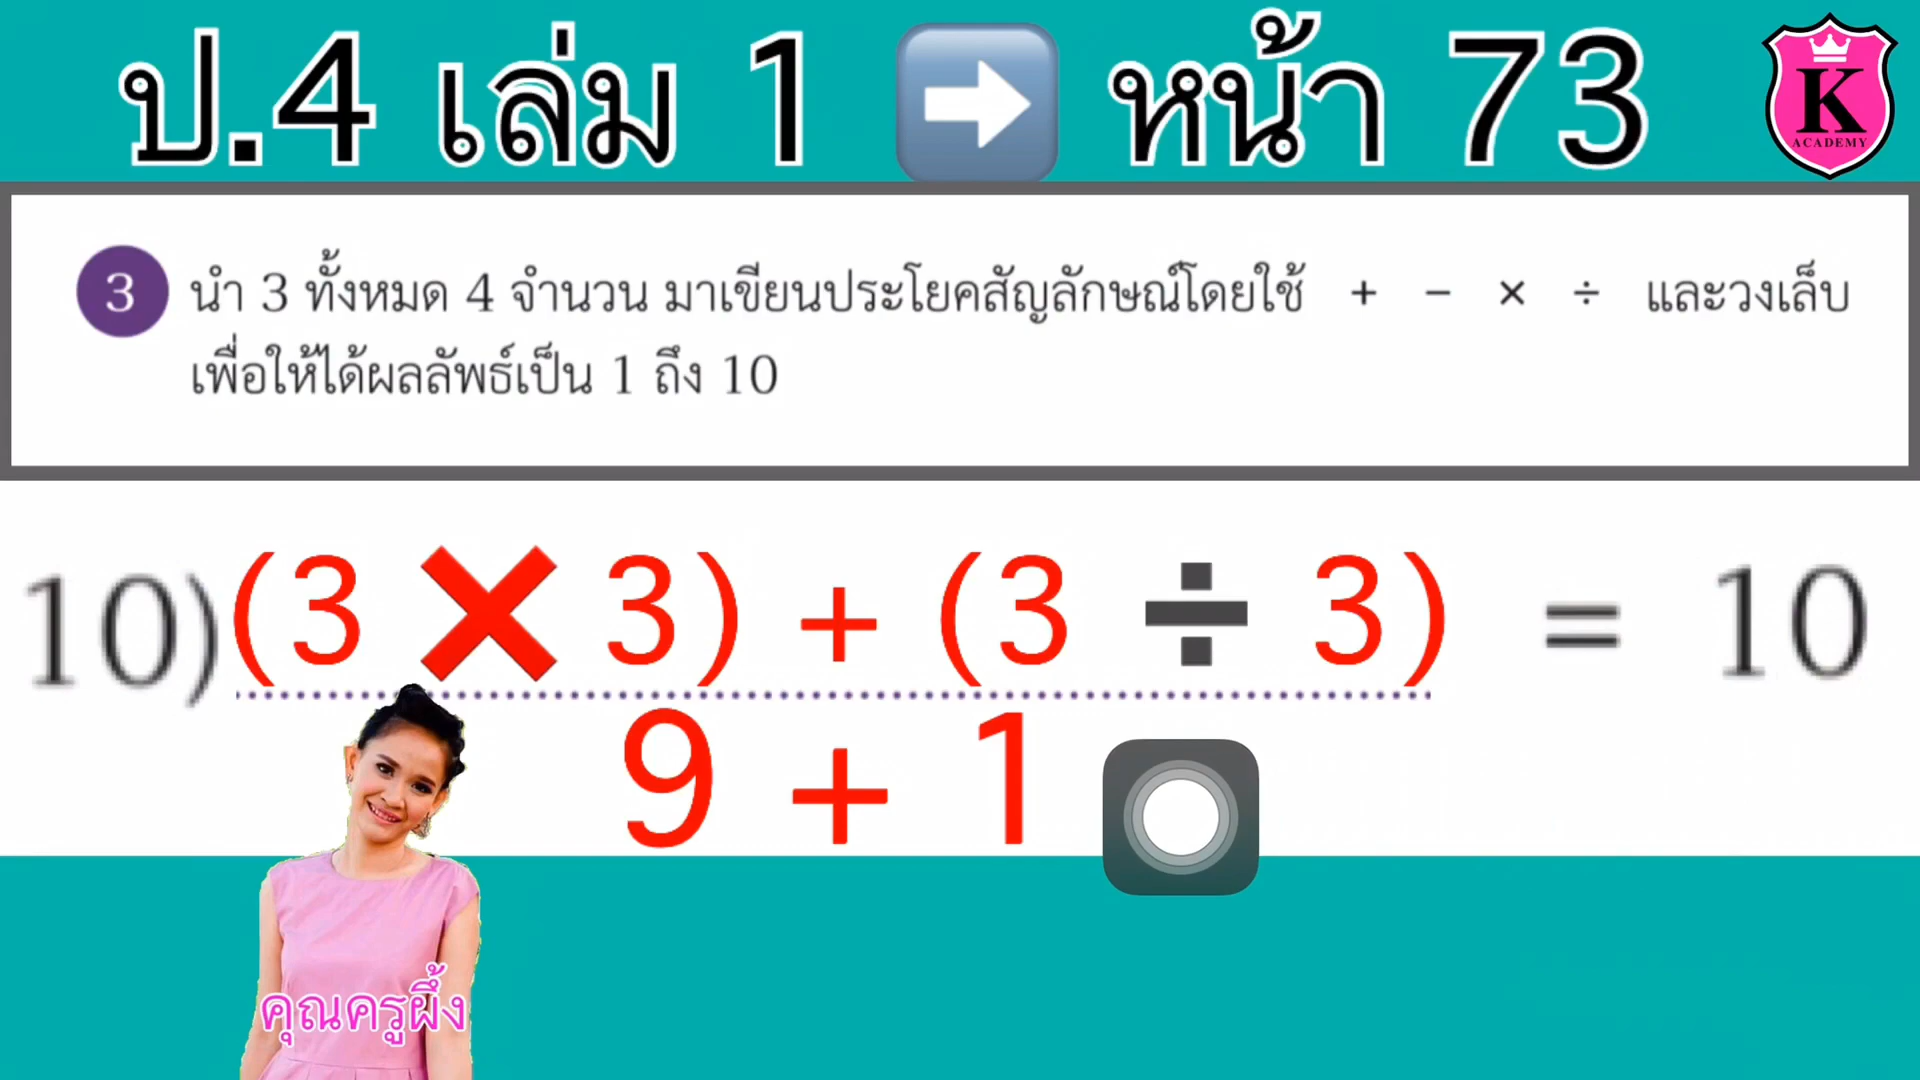 ป.4 เล่ม 1 ➡ หน้า 73
K
ACADEMY
3 นำ 3 ทั้งหมด 4 จำนวน มาเขียนประโยคสัญลักษณ์โดยใช้ + − × ÷ และวงเล็บ
เพื่อให้ได้ผลลัพธ์เป็น 1 ถึง 10
10) (3 × 3) + (3 ÷ 3) = 10
9 + 1
คุณครูผึ้ง